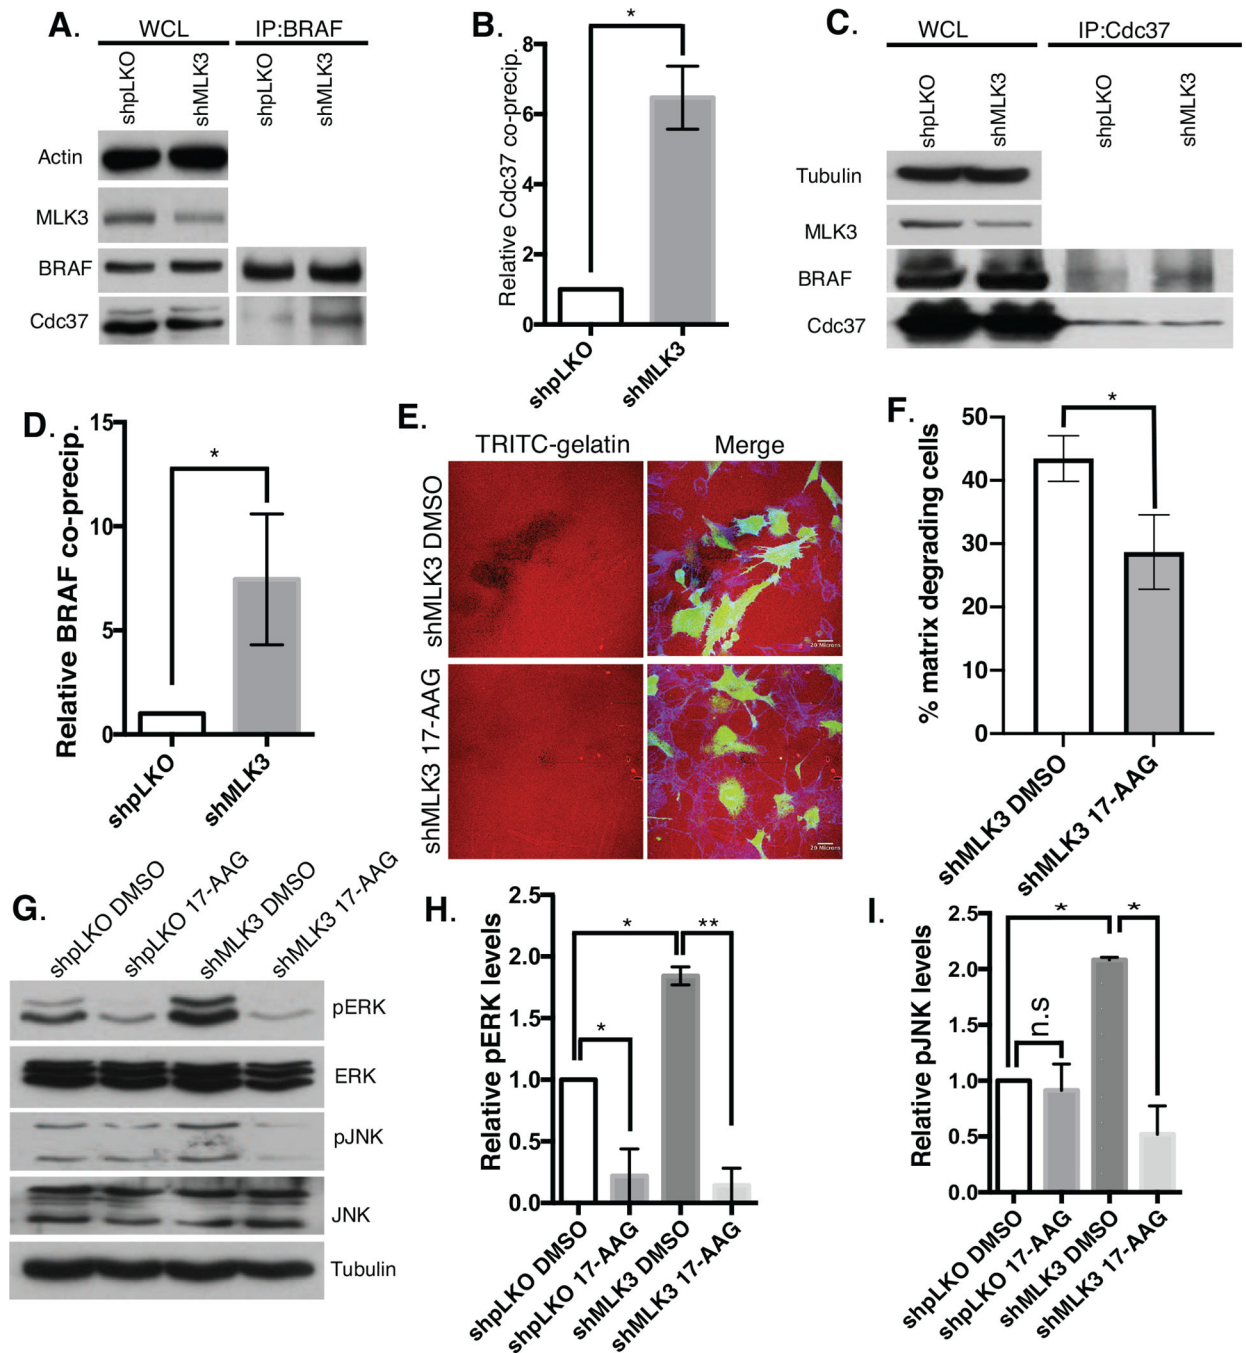 A.
WCL IP:BRAF
shpLKO shMLK3 shpLKO shMLK3
Actin
MLK3
BRAF
Cdc37
B.
Relative Cdc37 co-precip.
8
6
4
2
0
*
shpLKO shMLK3
C.
WCL IP:Cdc37
shpLKO shMLK3 shpLKO shMLK3
Tubulin
MLK3
BRAF
Cdc37
D.
Relative BRAF co-precip.
15
10
5
0
*
shpLKO shMLK3
E.
TRITC-gelatin Merge
shMLK3 DMSO
20 Microns
shMLK3 17-AAG
20 Microns
F.
% matrix degrading cells
50
40
30
20
10
0
*
shMLK3 DMSO shMLK3 17-AAG
G.
shpLKO DMSO shpLKO 17-AAG shMLK3 DMSO shMLK3 17-AAG
pERK
ERK
pJNK
JNK
Tubulin
H.
Relative pERK levels
2.5
2.0
1.5
1.0
0.5
0.0
* **
*
shpLKO DMSO shpLKO 17-AAG shMLK3 DMSO shMLK3 17-AAG
I.
Relative pJNK levels
2.5
2.0
1.5
1.0
0.5
0.0
* *
n.s
shpLKO DMSO shpLKO 17-AAG shMLK3 DMSO shMLK3 17-AAG